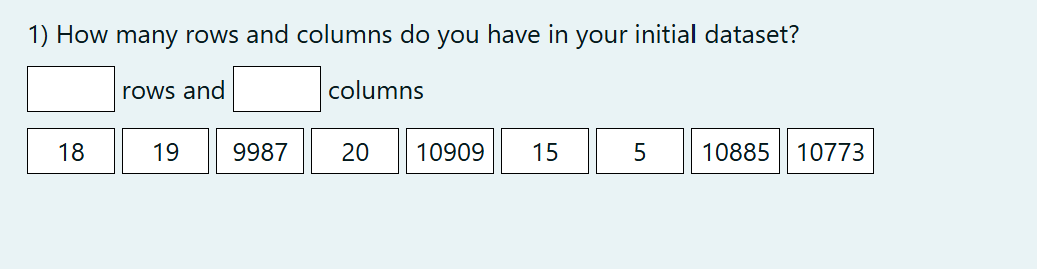 1) How many rows and columns do you have in your initial dataset?
rows and columns
18 19 9987 20 10909 15 5 10885 10773